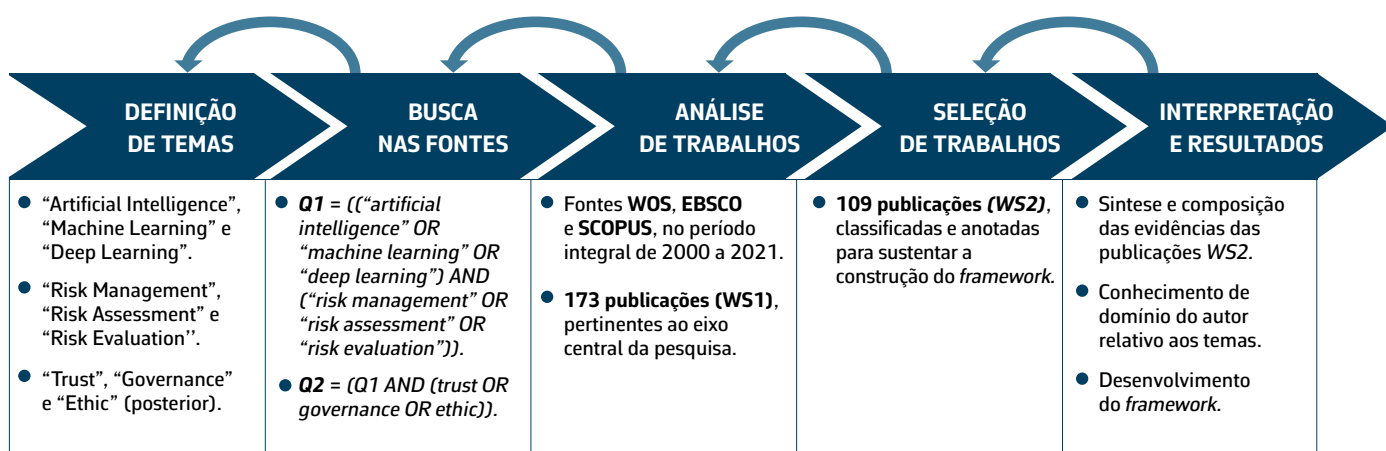 DEFINIÇÃO
DE TEMAS
BUSCA
NAS FONTES
ANÁLISE
DE TRABALHOS
SELEÇÃO
DE TRABALHOS
INTERPRETAÇÃO
E RESULTADOS
● “Artificial Intelligence”,
“Machine Learning” e
“Deep Learning”.
● “Risk Management”,
“Risk Assessment” e
“Risk Evaluation’’.
● “Trust”, “Governance”
e “Ethic” (posterior).
● Q1 = ((“artificial
intelligence” OR
“machine learning” OR
“deep learning”) AND
(“risk management” OR
“risk assessment” OR
“risk evaluation”)).
● Q2 = (Q1 AND (trust OR
governance OR ethic)).
● Fontes WOS, EBSCO
e SCOPUS, no período
integral de 2000 a 2021.
● 173 publicações (WS1),
pertinentes ao eixo
central da pesquisa.
● 109 publicações (WS2),
classificadas e anotadas
para sustentar a
construção do framework.
● Sintese e composição
das evidências das
publicações WS2.
● Conhecimento de
domínio do autor
relativo aos temas.
● Desenvolvimento
do framework.